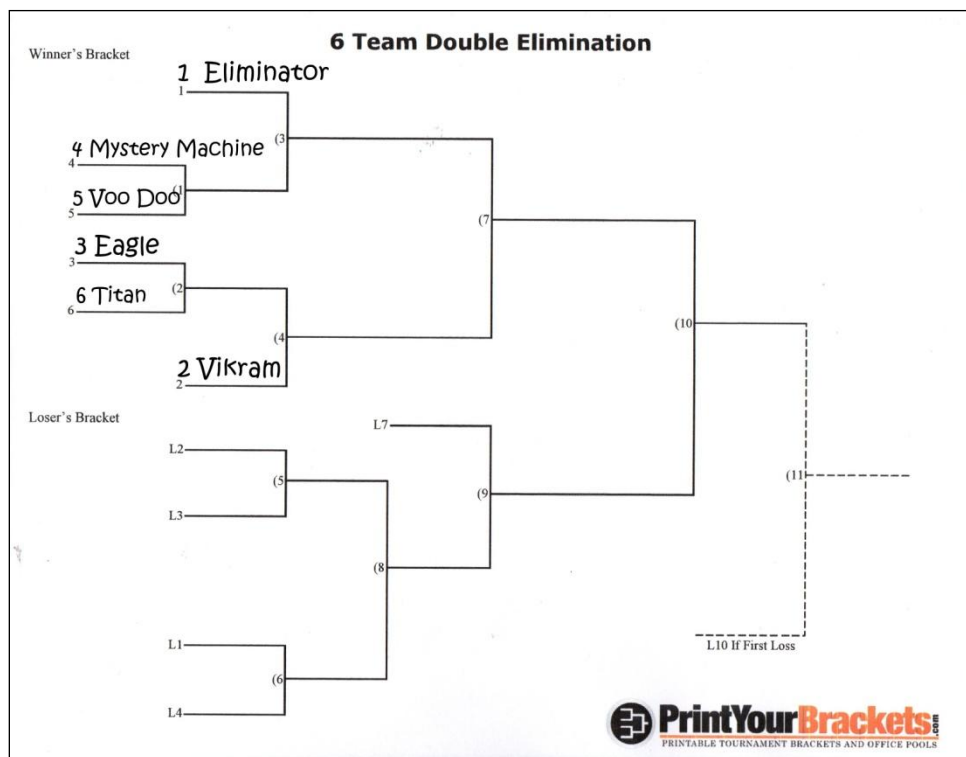 6 Team Double Elimination
Winner's Bracket
1 Eliminator
1
(3
4 Mystery Machine
4
(1
5 Voo Doo
5
(7
3 Eagle
3
(2
6 Titan
6
(10
(4
2 Vikram
2
Loser's Bracket
L7
L2
(5
(9
(11
L3
(8
L1
L10 If First Loss
(6
L4
PrintYourBrackets.com
PRINTABLE TOURNAMENT BRACKETS AND OFFICE POOLS